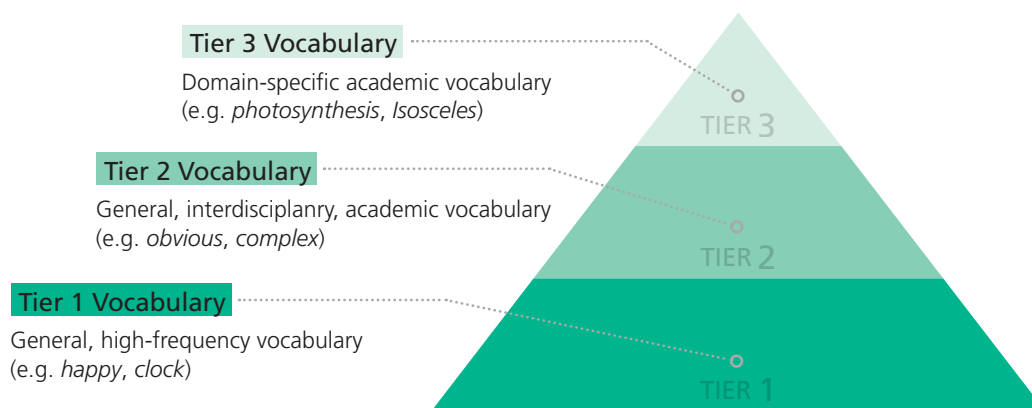 Tier 3 Vocabulary
Domain-specific academic vocabulary
(e.g. photosynthesis, Isosceles)
TIER 3
Tier 2 Vocabulary
General, interdisciplanry, academic vocabulary
(e.g. obvious, complex)
TIER 2
Tier 1 Vocabulary
General, high-frequency vocabulary
(e.g. happy, clock)
TIER 1